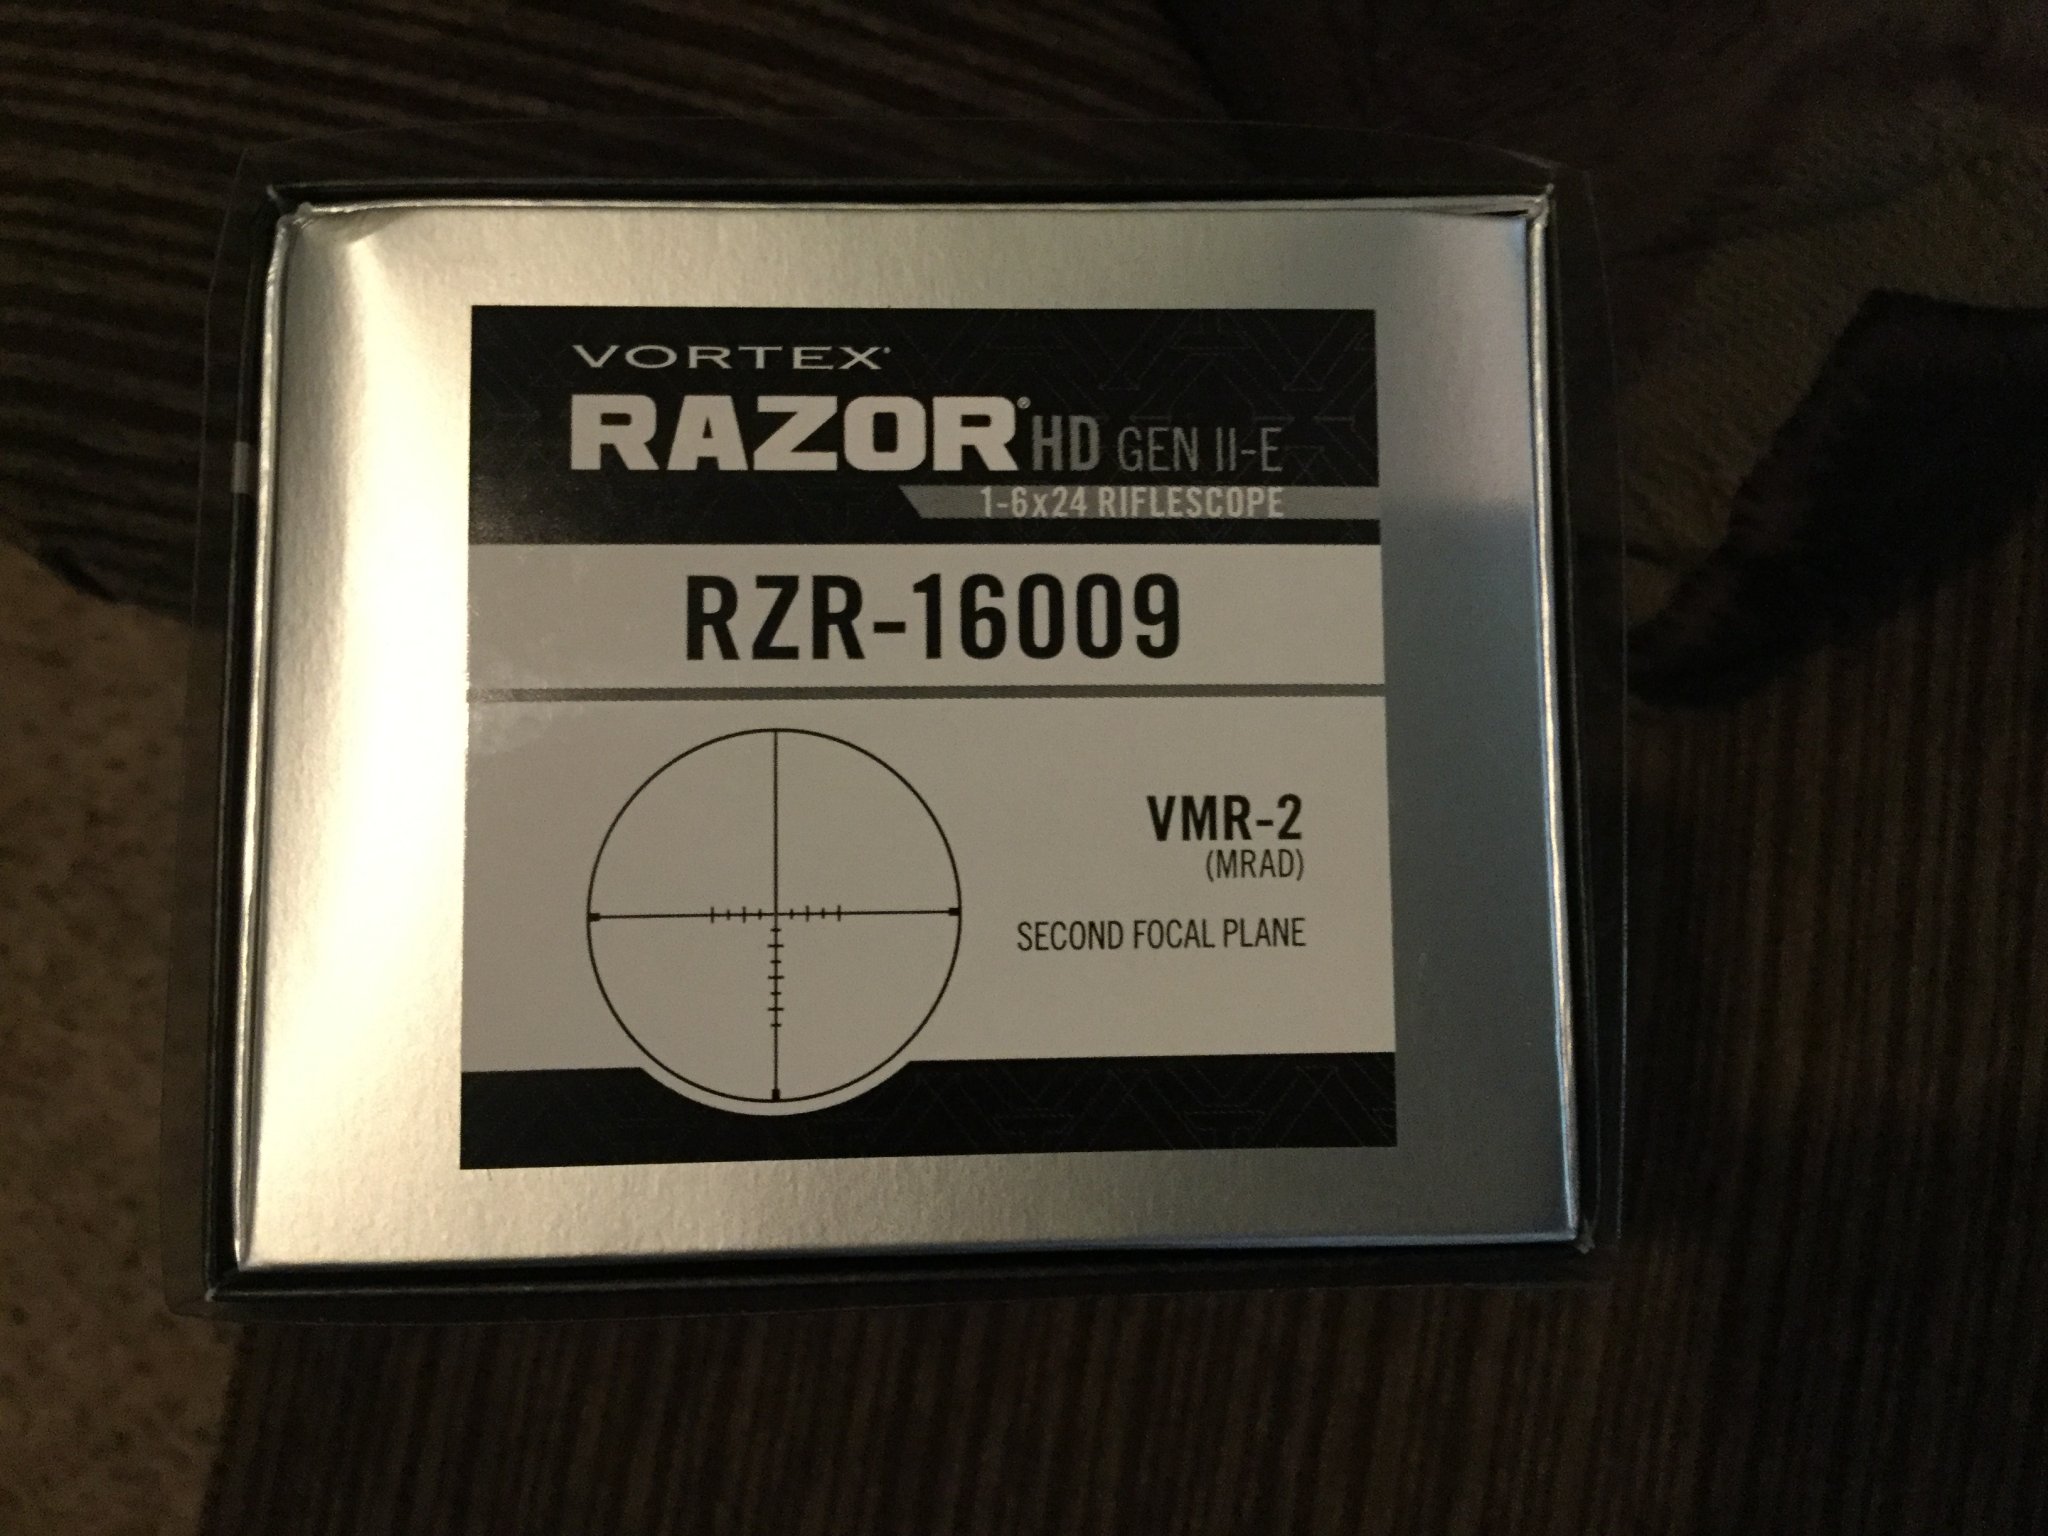 VORTEX®
RAZOR® HD GEN II-E
1-6x24 RIFLESCOPE
RZR-16009
VMR-2
(MRAD)
SECOND FOCAL PLANE